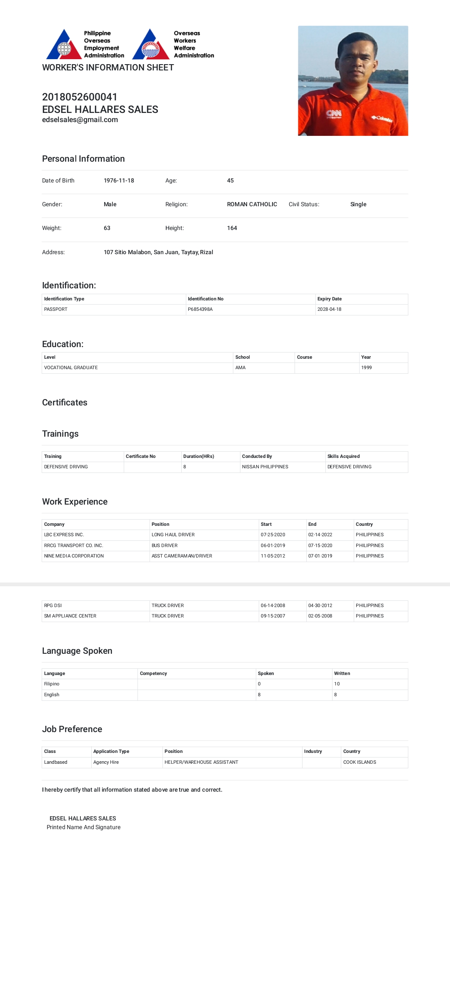 Philippine
Overseas
Employment
Administration
Overseas
Workers
Welfare
Administration
WORKER'S INFORMATION SHEET
2018052600041
EDSEL HALLARES SALES
edselsales@gmail.com
CNN
Philippines
Columbia
Personal Information
Date of Birth 1976-11-18 Age: 45
Gender: Male Religion: ROMAN CATHOLIC Civil Status: Single
Weight: 63 Height: 164
Address: 107 Sitio Malabon, San Juan, Taytay, Rizal
Identification:
Identification Type Identification No Expiry Date
PASSPORT P6854398A 2028-04-18
Education:
Level School Course Year
VOCATIONAL GRADUATE AMA 1999
Certificates
Trainings
Training Certificate No Duration(HRs) Conducted By Skills Acquired
DEFENSIVE DRIVING 8 NISSAN PHILIPPINES DEFENSIVE DRIVING
Work Experience
Company Position Start End Country
LBC EXPRESS INC. LONG HAUL DRIVER 07-25-2020 02-14-2022 PHILIPPINES
RRCG TRANSPORT CO. INC. BUS DRIVER 06-01-2019 07-15-2020 PHILIPPINES
NINE MEDIA CORPORATION ASST CAMERAMAN/DRIVER 11-05-2012 07-01-2019 PHILIPPINES
RPG DSI TRUCK DRIVER 06-14-2008 04-30-2012 PHILIPPINES
SM APPLIANCE CENTER TRUCK DRIVER 09-15-2007 02-05-2008 PHILIPPINES
Language Spoken
Language Competency Spoken Written
Filipino 0 10
English 8 8
Job Preference
Class Application Type Position Industry Country
Landbased Agency Hire HELPER/WAREHOUSE ASSISTANT COOK ISLANDS
I hereby certify that all information stated above are true and correct.
EDSEL HALLARES SALES
Printed Name And Signature